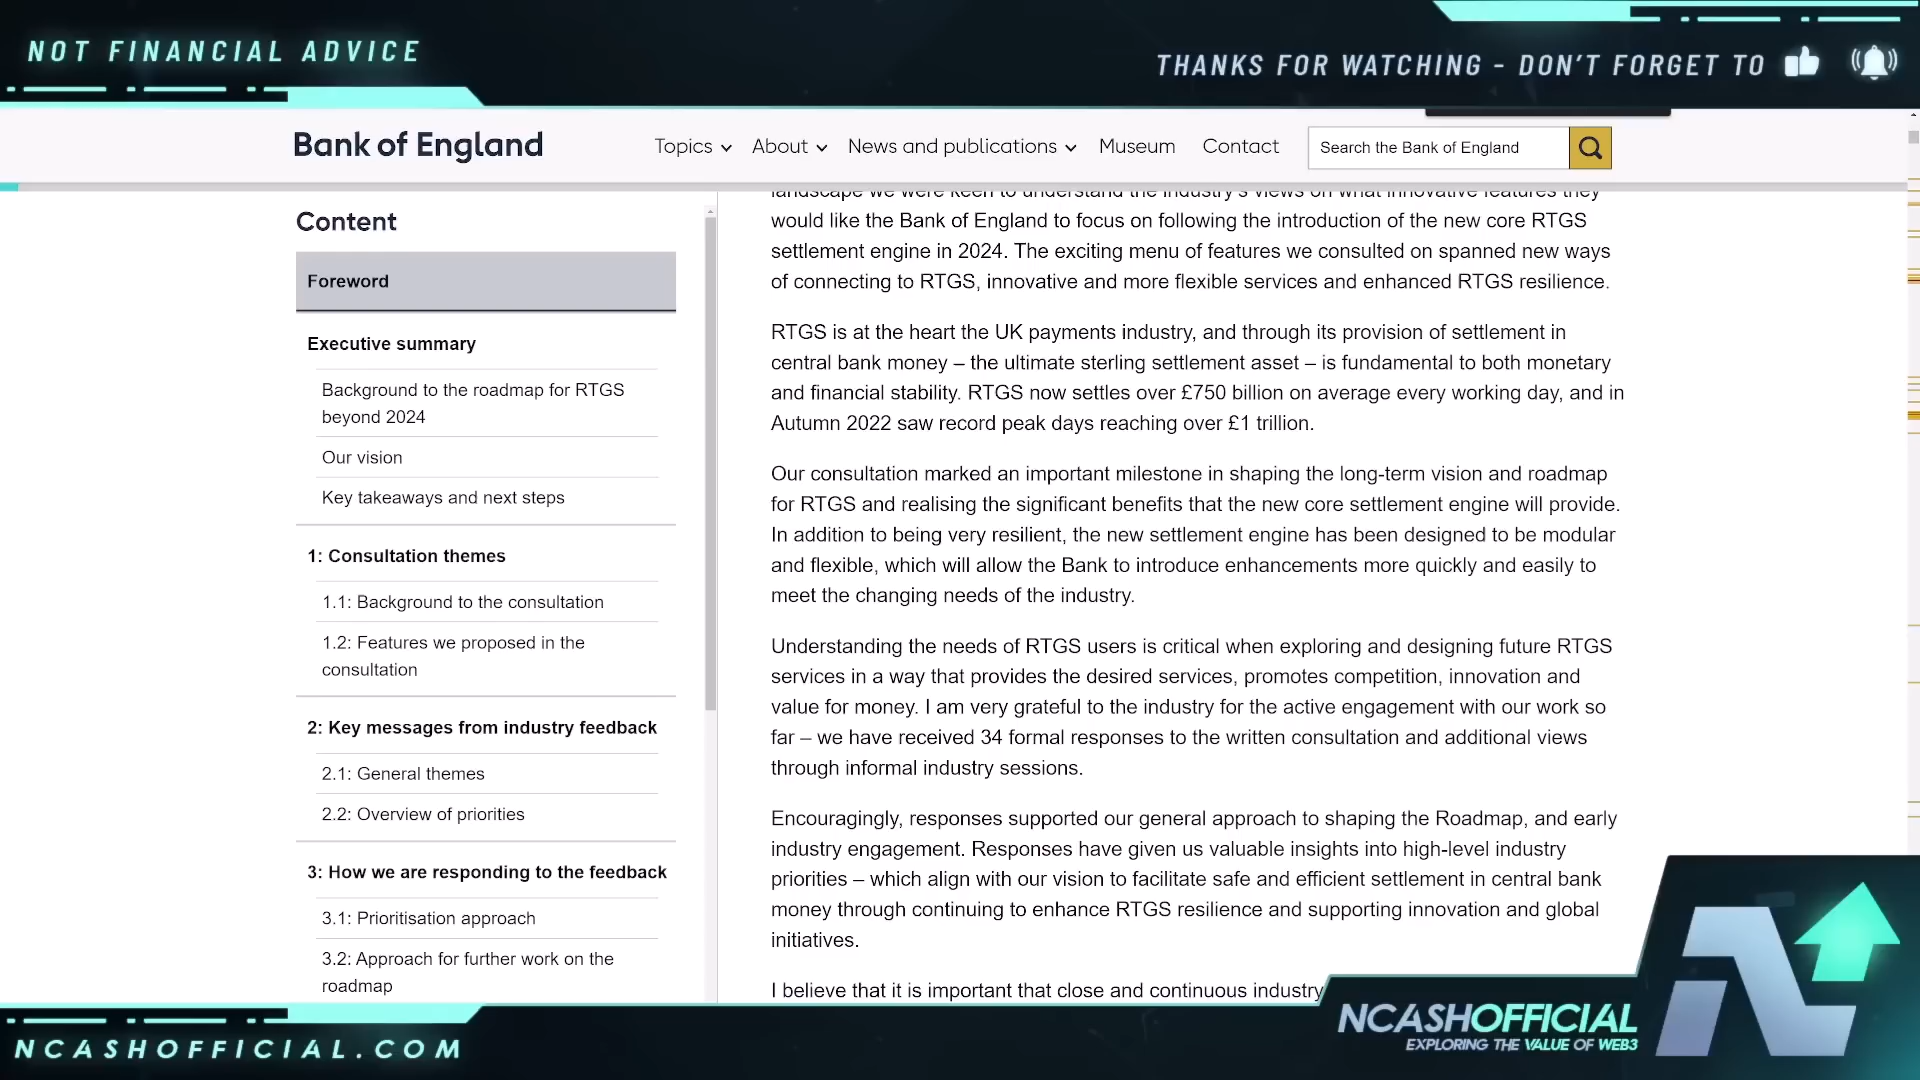 NOT FINANCIAL ADVICE
THANKS FOR WATCHING - DON'T FORGET TO
Bank of England
Topics
About
News and publications
Museum
Contact
Search the Bank of England
Content
Foreword
Executive summary
Background to the roadmap for RTGS
beyond 2024
Our vision
Key takeaways and next steps
1: Consultation themes
1.1: Background to the consultation
1.2: Features we proposed in the
consultation
2: Key messages from industry feedback
2.1: General themes
2.2: Overview of priorities
3: How we are responding to the feedback
3.1: Prioritisation approach
3.2: Approach for further work on the
roadmap
landscape we were keen to understand the industry's views on what innovative features they
would like the Bank of England to focus on following the introduction of the new core RTGS
settlement engine in 2024. The exciting menu of features we consulted on spanned new ways
of connecting to RTGS, innovative and more flexible services and enhanced RTGS resilience.
RTGS is at the heart the UK payments industry, and through its provision of settlement in
central bank money – the ultimate sterling settlement asset – is fundamental to both monetary
and financial stability. RTGS now settles over £750 billion on average every working day, and in
Autumn 2022 saw record peak days reaching over £1 trillion.
Our consultation marked an important milestone in shaping the long-term vision and roadmap
for RTGS and realising the significant benefits that the new core settlement engine will provide.
In addition to being very resilient, the new settlement engine has been designed to be modular
and flexible, which will allow the Bank to introduce enhancements more quickly and easily to
meet the changing needs of the industry.
Understanding the needs of RTGS users is critical when exploring and designing future RTGS
services in a way that provides the desired services, promotes competition, innovation and
value for money. I am very grateful to the industry for the active engagement with our work so
far – we have received 34 formal responses to the written consultation and additional views
through informal industry sessions.
Encouragingly, responses supported our general approach to shaping the Roadmap, and early
industry engagement. Responses have given us valuable insights into high-level industry
priorities – which align with our vision to facilitate safe and efficient settlement in central bank
money through continuing to enhance RTGS resilience and supporting innovation and global
initiatives.
I believe that it is important that close and continuous industry
NCASHOFFICIAL
EXPLORING THE VALUE OF WEB3
NCASHOFFICIAL.COM